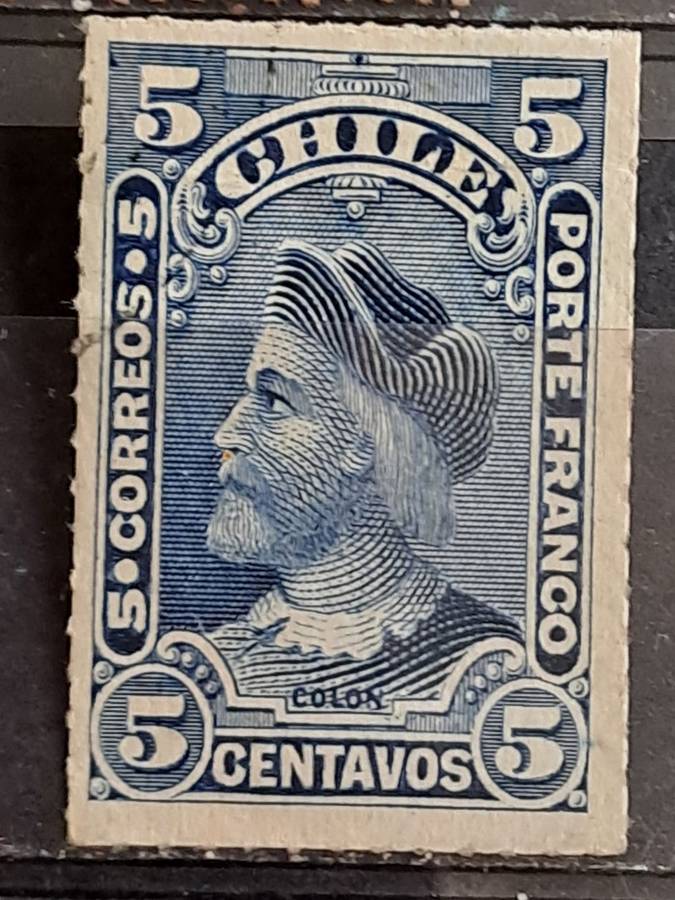 5 5
CHILE
5•CORREOS•5
PORTE FRANCO
COLON
5 CENTAVOS 5